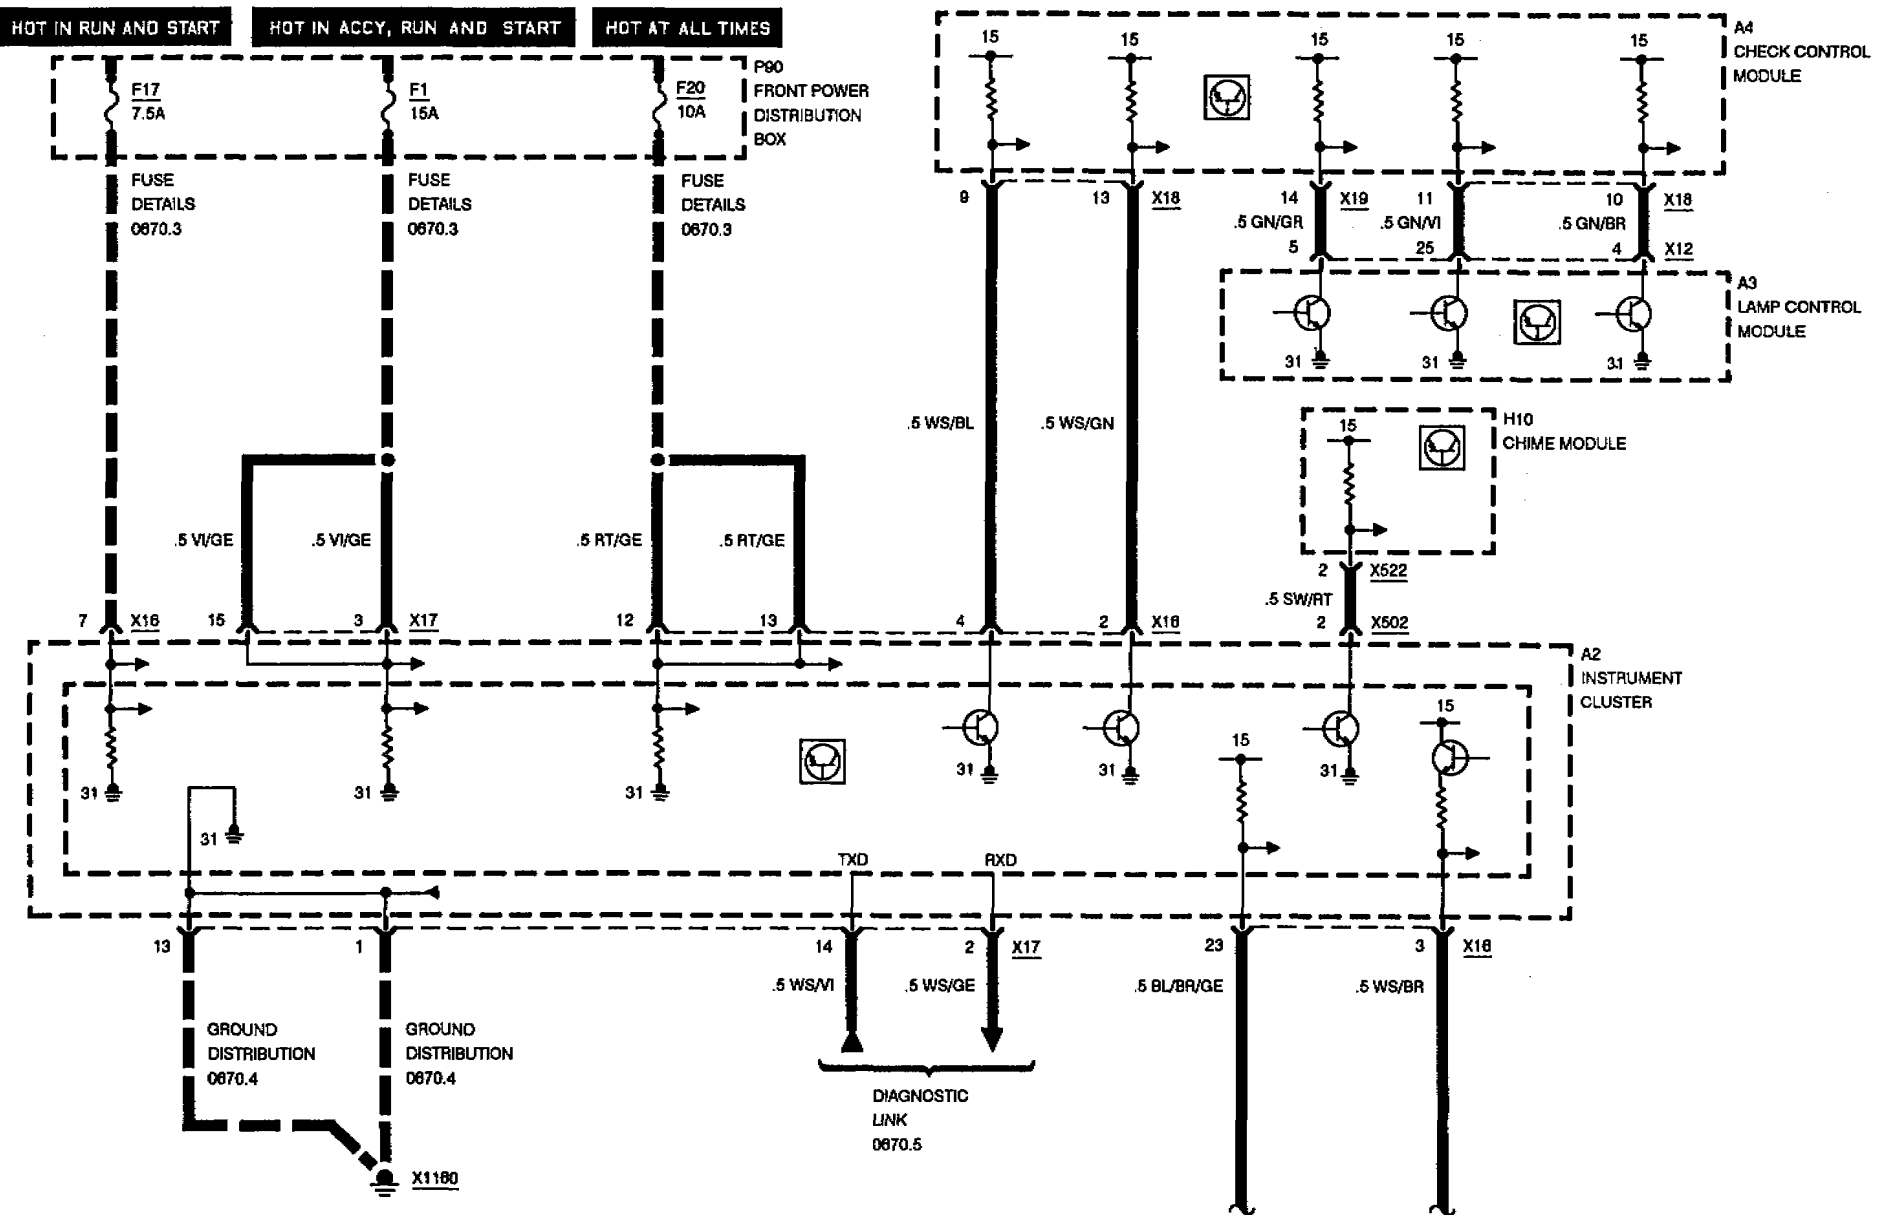 HOT IN RUN AND START
HOT IN ACCY, RUN AND START
HOT AT ALL TIMES
F17
7.5A
F1
15A
F20
10A
P90
FRONT POWER
DISTRIBUTION
BOX
15
15
15
15
15
A4
CHECK CONTROL
MODULE
FUSE
DETAILS
0670.3
FUSE
DETAILS
0670.3
FUSE
DETAILS
0670.3
9
13
X18
14
X19
11
10
X18
.5 GN/GR
.5 GN/VI
.5 GN/BR
5
25
4
X12
A3
LAMP CONTROL
MODULE
31
31
31
.5 WS/BL
.5 WS/GN
15
H10
CHIME MODULE
.5 VI/GE
.5 VI/GE
.5 RT/GE
.5 RT/GE
2
X522
.5 SW/RT
7
X16
15
3
X17
12
13
4
2
X16
2
X502
A2
INSTRUMENT
CLUSTER
15
15
31
31
31
31
31
31
31
TXD
RXD
13
1
14
2
X17
23
3
X16
.5 WS/VI
.5 WS/GE
.5 BL/BR/GE
.5 WS/BR
GROUND
DISTRIBUTION
0670.4
GROUND
DISTRIBUTION
0670.4
DIAGNOSTIC
LINK
0670.5
X1160